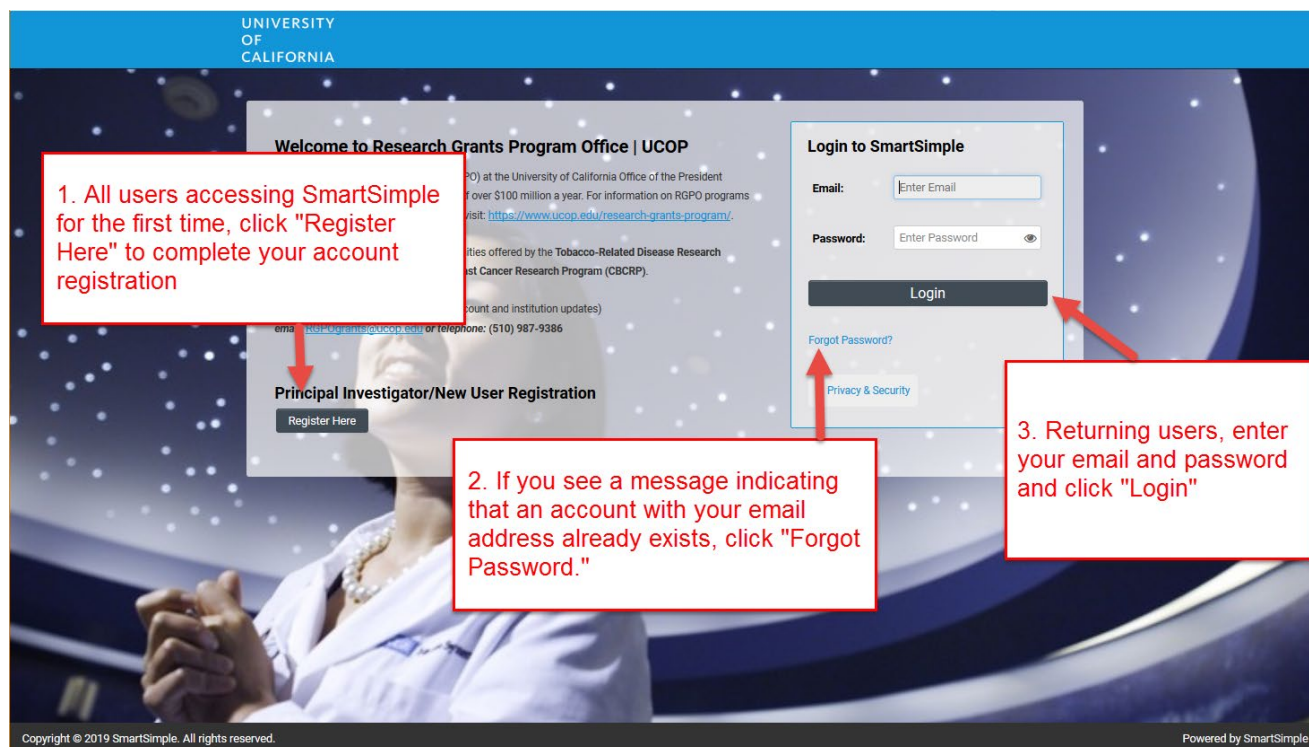 UNIVERSITY
OF
CALIFORNIA
Welcome to Research Grants Program Office | UCOP
PO) at the University of California Office of the President
of over $100 million a year. For information on RGPO programs
visit: https://www.ucop.edu/research-grants-program/.
ities offered by the Tobacco-Related Disease Research
st Cancer Research Program (CBCRP).
count and institution updates)
RGPOgrants@ucop.edu or telephone: (510) 987-9386
Principal Investigator/New User Registration
Register Here
1. All users accessing SmartSimple
for the first time, click "Register
Here" to complete your account
registration
Login to SmartSimple
Email:
Enter Email
Password:
Enter Password
Login
Forgot Password?
Privacy & Security
2. If you see a message indicating
that an account with your email
address already exists, click "Forgot
Password."
3. Returning users, enter
your email and password
and click "Login"
Copyright © 2019 SmartSimple. All rights reserved.
Powered by SmartSimple